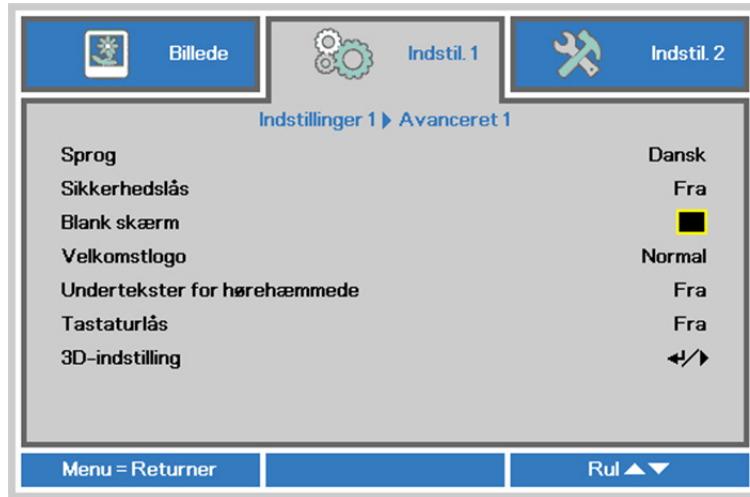 Billede
Indstil. 1
Indstil. 2
Indstillinger 1 Avanceret 1
Sprog Dansk
Sikkerhedslås Fra
Blank skærm
Velkomstlogo Normal
Undertekster for hørehæmmede Fra
Tastaturlås Fra
3D-indstilling ↵/▶
Menu = Returner
Rul ▲▼